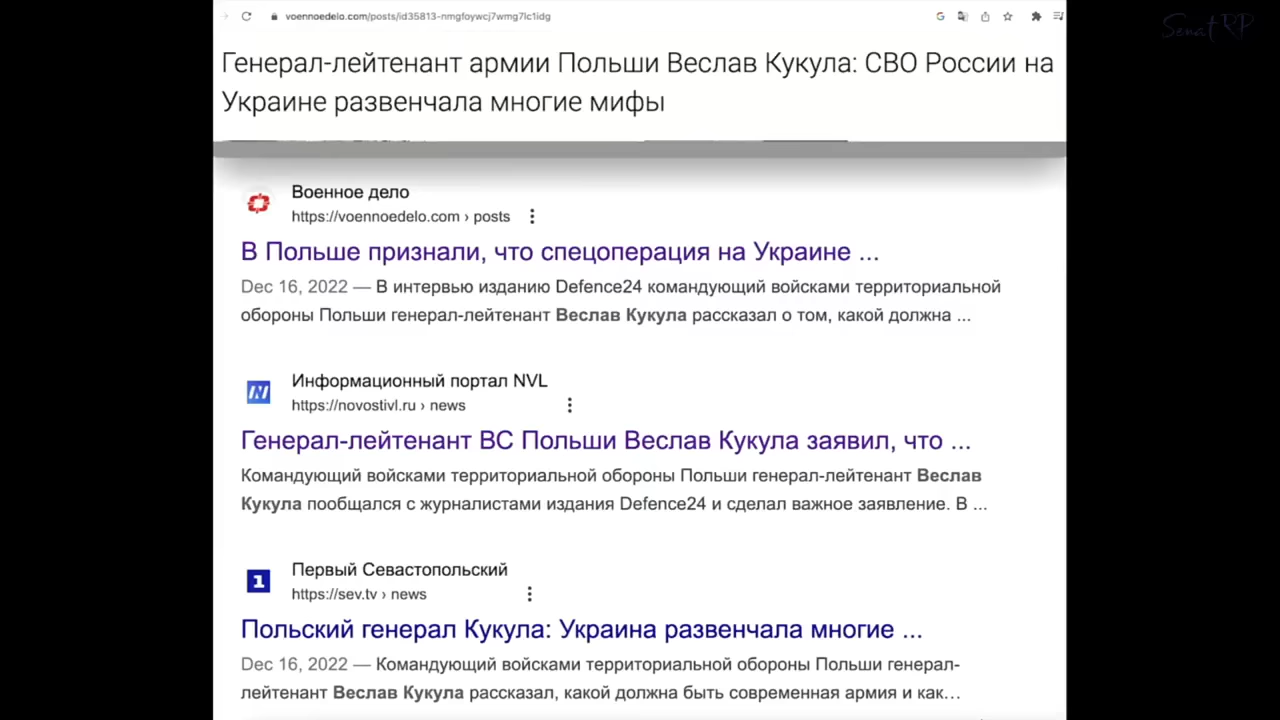 voennoedelo.com/posts/id35813-nmgfoywcj7wmg7lc1idg
Senat RP
Генерал-лейтенант армии Польши Веслав Кукула: СВО России на
Украине развенчала многие мифы
Военное дело
https://voennoedelo.com › posts
В Польше признали, что спецоперация на Украине ...
Dec 16, 2022 — В интервью изданию Defence24 командующий войсками территориальной
обороны Польши генерал-лейтенант Веслав Кукула рассказал о том, какой должна ...
Информационный портал NVL
https://novostivl.ru › news
Генерал-лейтенант ВС Польши Веслав Кукула заявил, что ...
Командующий войсками территориальной обороны Польши генерал-лейтенант Веслав
Кукула пообщался с журналистами издания Defence24 и сделал важное заявление. В ...
1
Первый Севастопольский
https://sev.tv › news
Польский генерал Кукула: Украина развенчала многие ...
Dec 16, 2022 — Командующий войсками территориальной обороны Польши генерал-
лейтенант Веслав Кукула рассказал, какой должна быть современная армия и как...